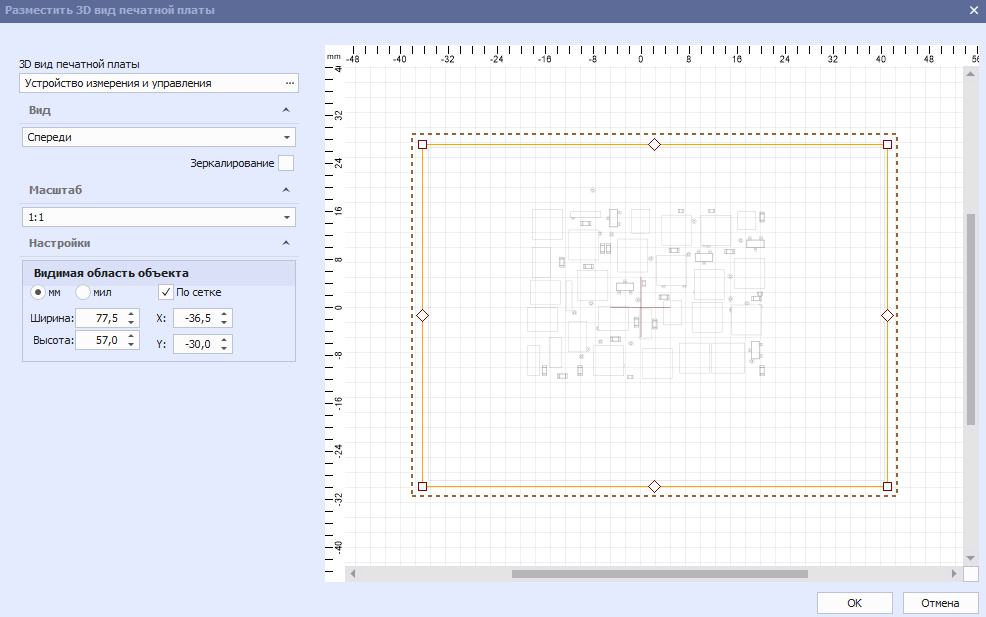 Разместить 3D вид печатной платы
3D вид печатной платы
Устройство измерения и управления ...
Вид
Спереди
Зеркалирование
Масштаб
1:1
Настройки
Видимая область объекта
мм мил По сетке
Ширина: 77,5 X: -36,5
Высота: 57,0 Y: -30,0
mm -48 -40 -32 -24 -16 -8 0 8 16 24 32 40 48 56
4
32
24
16
8
0
-8
-16
-24
-32
-40
OK Отмена